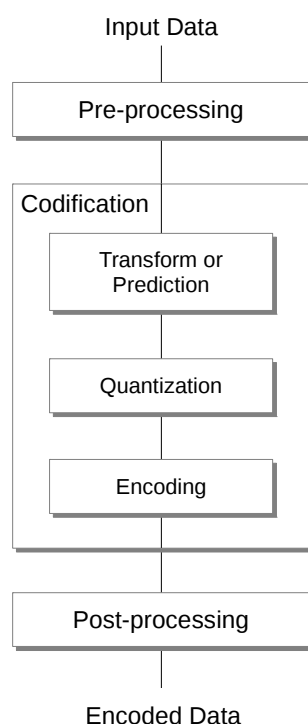 Input Data
Pre-processing
Codification
Transform or
Prediction
Quantization
Encoding
Post-processing
Encoded Data